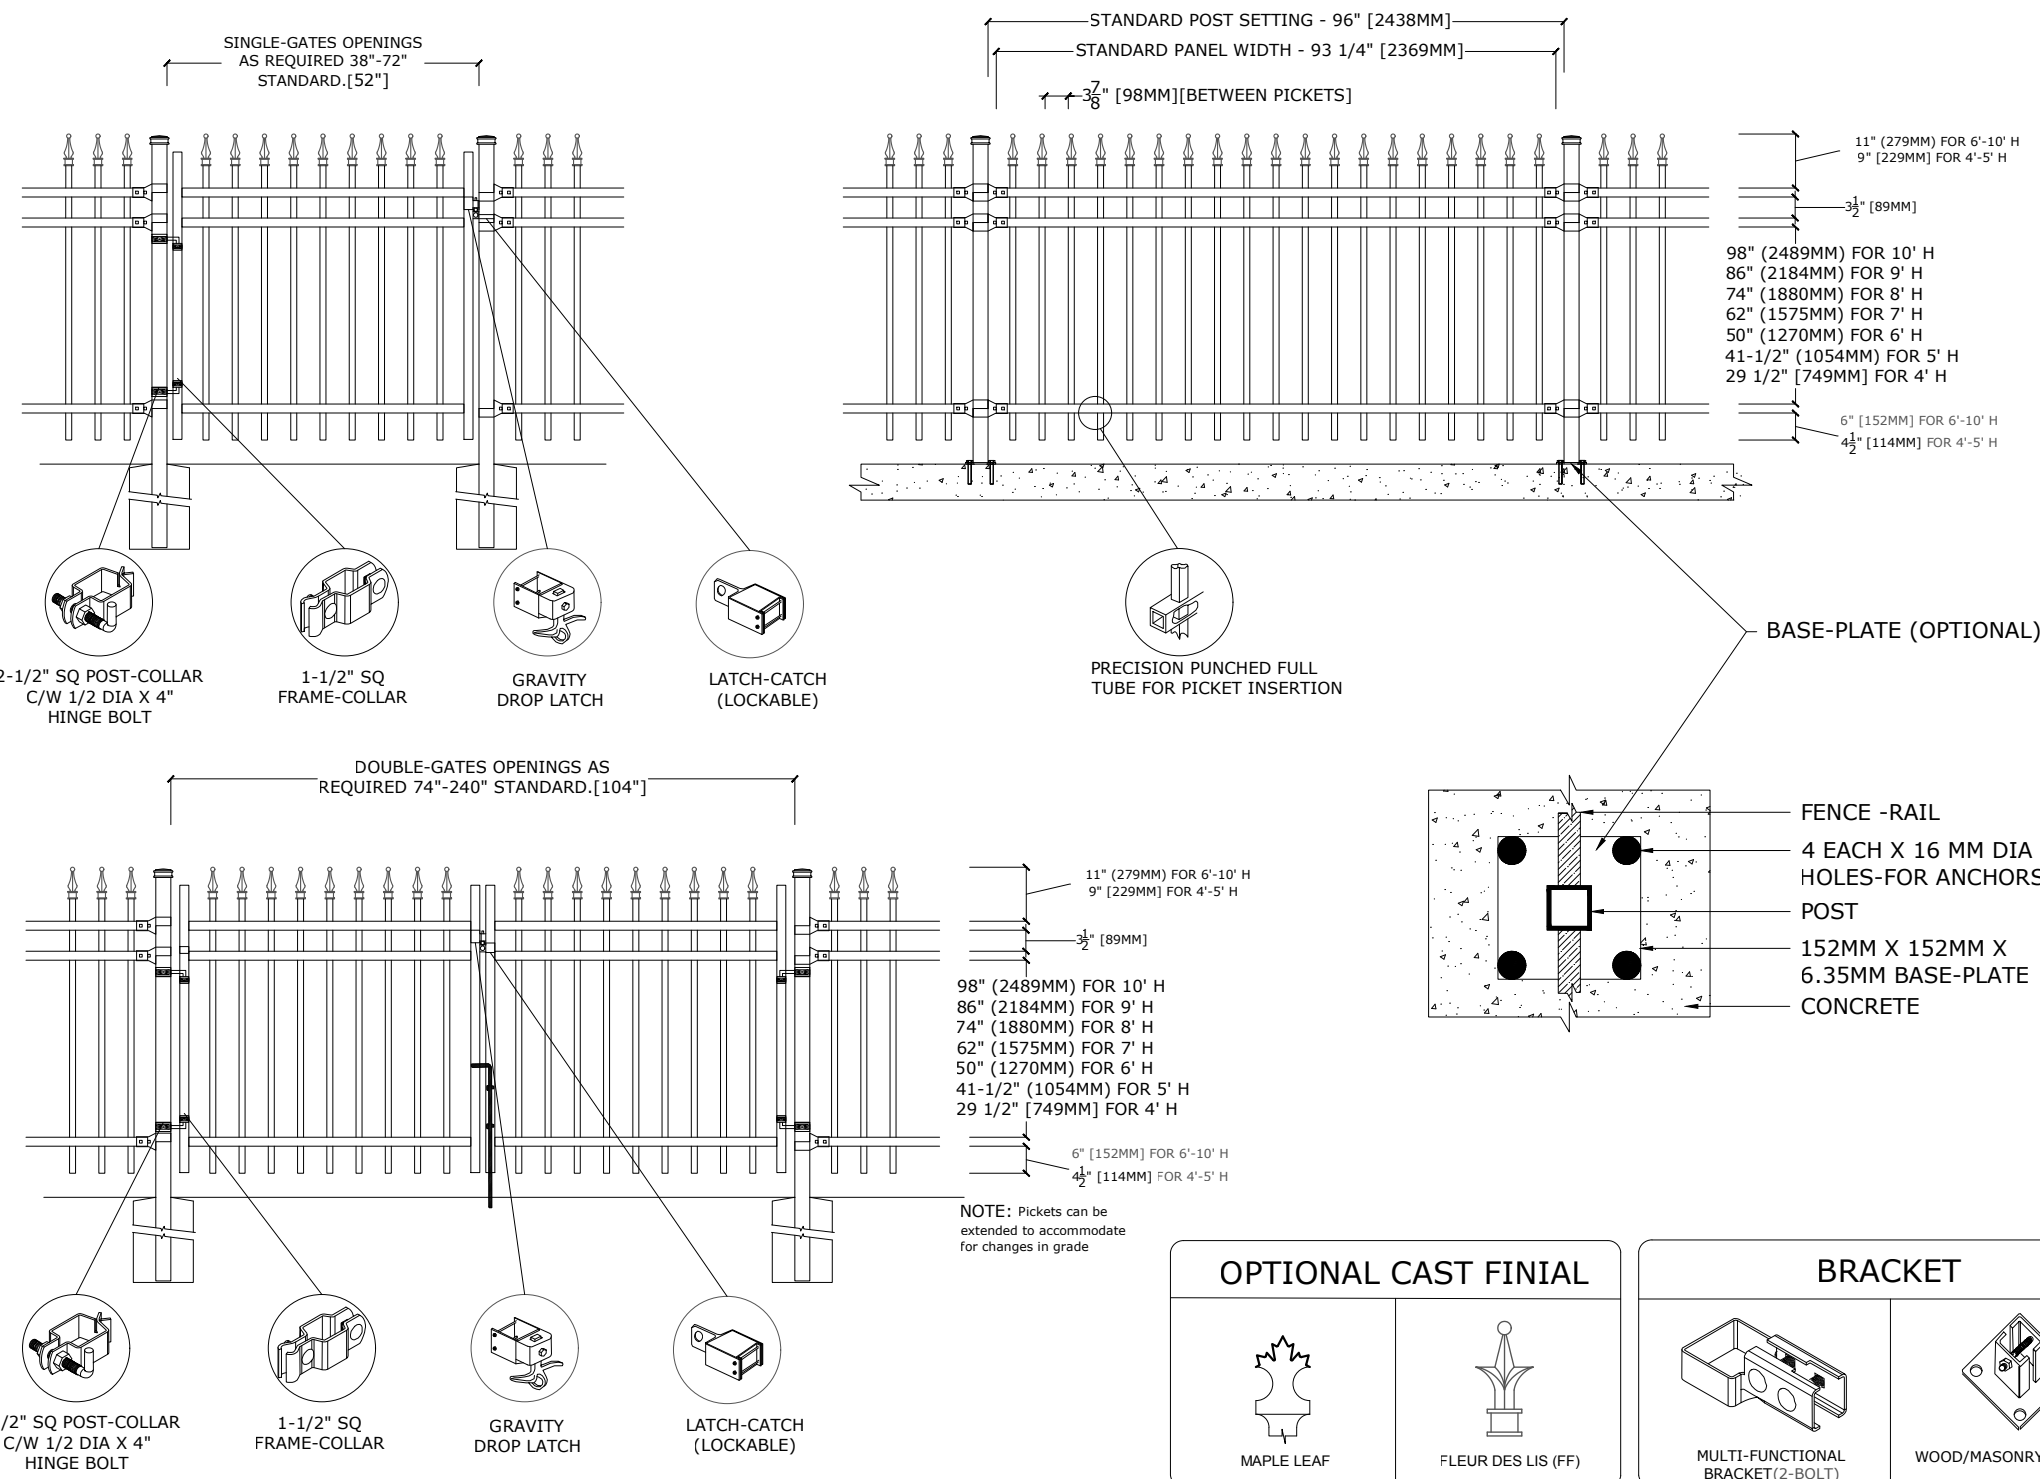 SINGLE-GATES OPENINGS
AS REQUIRED 38"-72"
STANDARD.[52"]
STANDARD POST SETTING - 96" [2438MM]
STANDARD PANEL WIDTH - 93 1/4" [2369MM]
3 7/8" [98MM][BETWEEN PICKETS]
11" (279MM) FOR 6'-10' H
9" [229MM] FOR 4'-5' H
3 1/2" [89MM]
98" (2489MM) FOR 10' H
86" (2184MM) FOR 9' H
74" (1880MM) FOR 8' H
62" (1575MM) FOR 7' H
50" (1270MM) FOR 6' H
41-1/2" (1054MM) FOR 5' H
29 1/2" [749MM] FOR 4' H
6" [152MM] FOR 6'-10' H
4 1/2" [114MM] FOR 4'-5' H
2-1/2" SQ POST-COLLAR
C/W 1/2 DIA X 4"
HINGE BOLT
1-1/2" SQ
FRAME-COLLAR
GRAVITY
DROP LATCH
LATCH-CATCH
(LOCKABLE)
PRECISION PUNCHED FULL
TUBE FOR PICKET INSERTION
BASE-PLATE (OPTIONAL)
DOUBLE-GATES OPENINGS AS
REQUIRED 74"-240" STANDARD.[104"]
11" (279MM) FOR 6'-10' H
9" [229MM] FOR 4'-5' H
3 1/2" [89MM]
98" (2489MM) FOR 10' H
86" (2184MM) FOR 9' H
74" (1880MM) FOR 8' H
62" (1575MM) FOR 7' H
50" (1270MM) FOR 6' H
41-1/2" (1054MM) FOR 5' H
29 1/2" [749MM] FOR 4' H
6" [152MM] FOR 6'-10' H
4 1/2" [114MM] FOR 4'-5' H
NOTE: Pickets can be
extended to accommodate
for changes in grade
FENCE -RAIL
4 EACH X 16 MM DIA
HOLES-FOR ANCHORS
POST
152MM X 152MM X
6.35MM BASE-PLATE
CONCRETE
/2" SQ POST-COLLAR
C/W 1/2 DIA X 4"
HINGE BOLT
1-1/2" SQ
FRAME-COLLAR
GRAVITY
DROP LATCH
LATCH-CATCH
(LOCKABLE)
OPTIONAL CAST FINIAL
MAPLE LEAF
FLEUR DES LIS (FF)
BRACKET
MULTI-FUNCTIONAL
BRACKET(2-BOLT)
WOOD/MASONRY